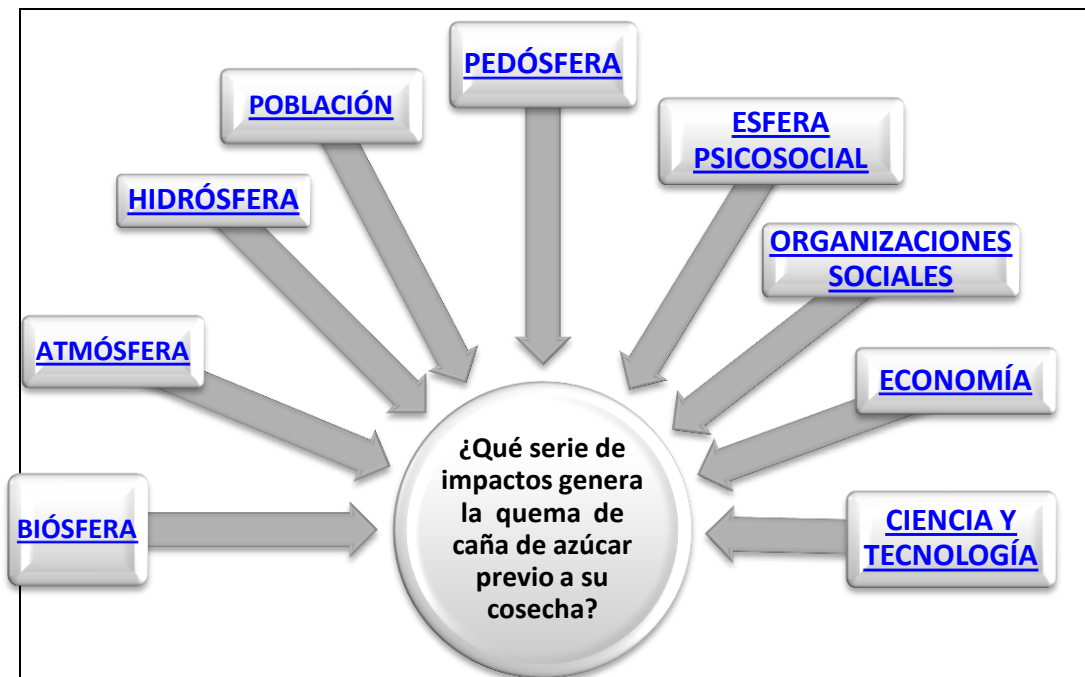 PEDÓSFERA
POBLACIÓN
ESFERA
PSICOSOCIAL
HIDRÓSFERA
ORGANIZACIONES
SOCIALES
ATMÓSFERA
ECONOMÍA
BIÓSFERA
CIENCIA Y
TECNOLOGÍA
¿Qué serie de
impactos genera
la quema de
caña de azúcar
previo a su
cosecha?